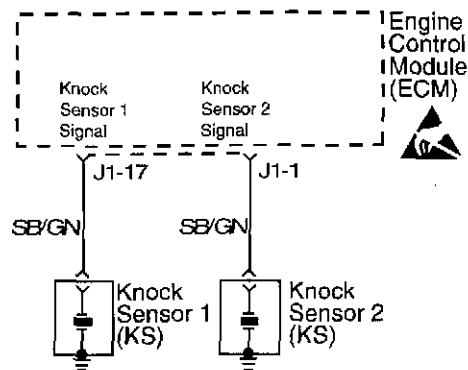 Engine
Control
Module
(ECM)
Knock
Sensor 1
Signal
Knock
Sensor 2
Signal
J1-17
J1-1
SB/GN
SB/GN
Knock
Sensor 1
(KS)
Knock
Sensor 2
(KS)